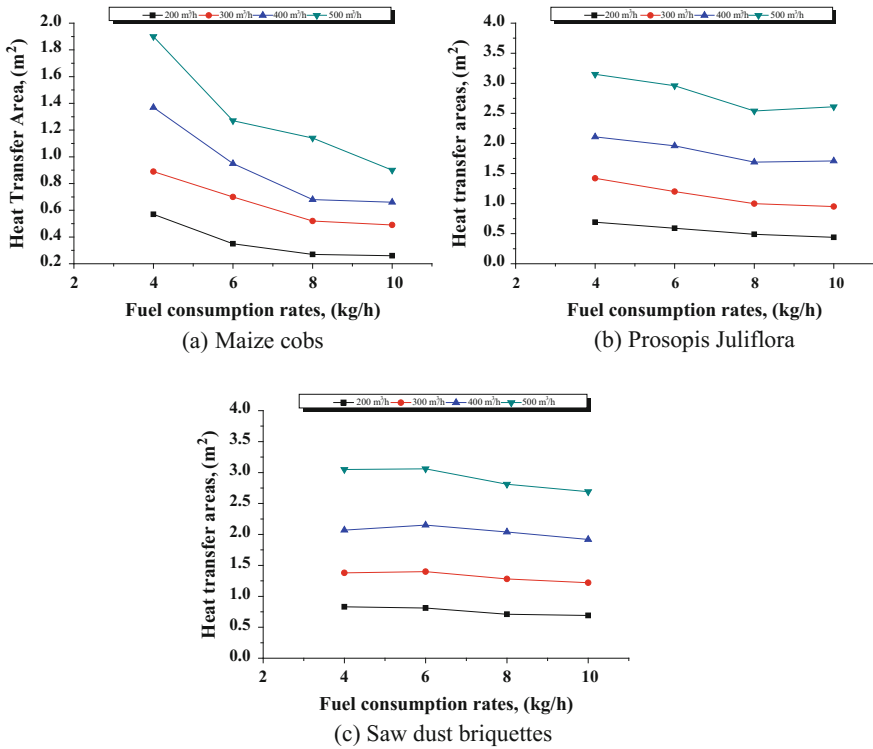 200 m³/h 300 m³/h 400 m³/h 500 m³/h
2.0
1.8
1.6
1.4
1.2
1.0
0.8
0.6
0.4
0.2
Heat Transfer Area, (m²)
2 4 6 8 10
Fuel consumption rates, (kg/h)
(a) Maize cobs
200 m³/h 300 m³/h 400 m³/h 500 m³/h
4.0
3.5
3.0
2.5
2.0
1.5
1.0
0.5
0.0
Heat transfer areas, (m²)
2 4 6 8 10
Fuel consumption rates, (kg/h)
(b) Prosopis Juliflora
200 m³/h 300 m³/h 400 m³/h 500 m³/h
4.0
3.5
3.0
2.5
2.0
1.5
1.0
0.5
0.0
Heat transfer areas, (m²)
2 4 6 8 10
Fuel consumption rates, (kg/h)
(c) Saw dust briquettes